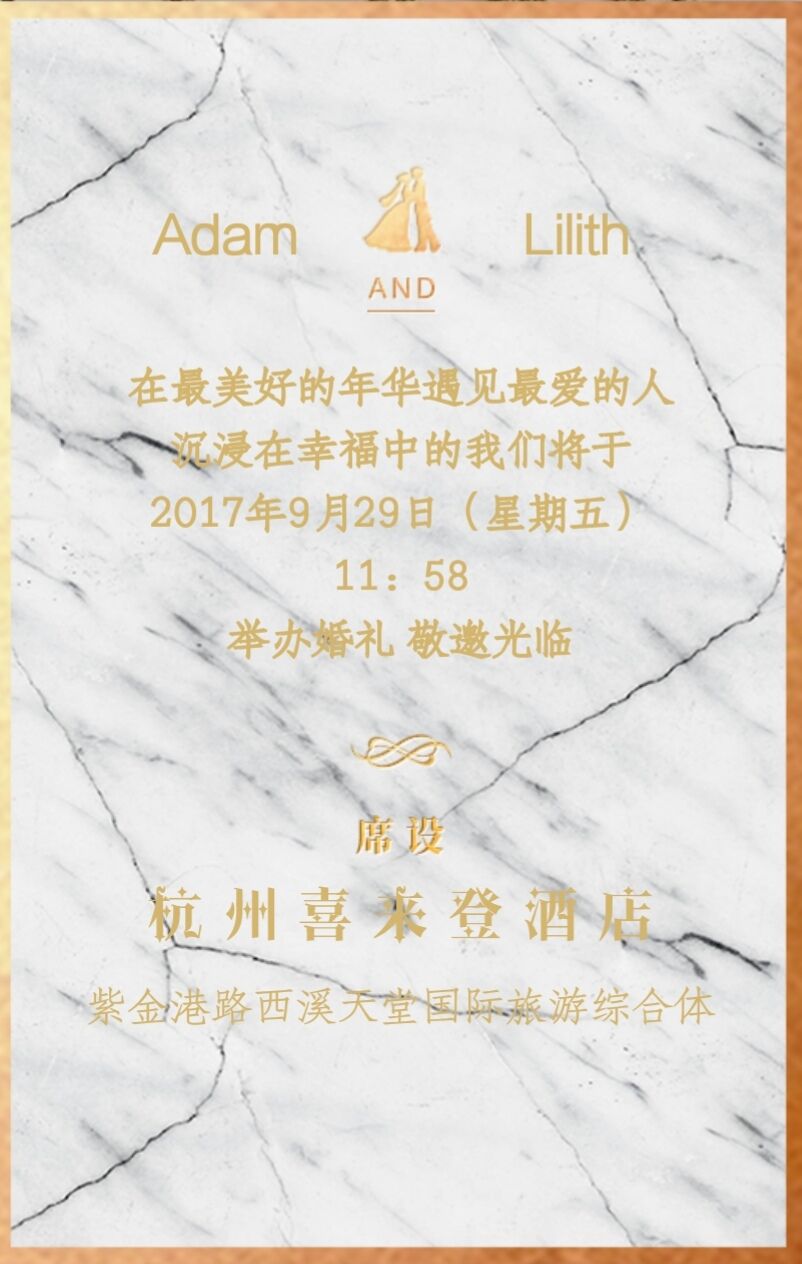 Adam Lilith
AND
在最美好的年华遇见最爱的人
沉浸在幸福中的我们将于
2017年9月29日（星期五）
11：58
举办婚礼 敬邀光临
席设
杭州喜来登酒店
紫金港路西溪天堂国际旅游综合体